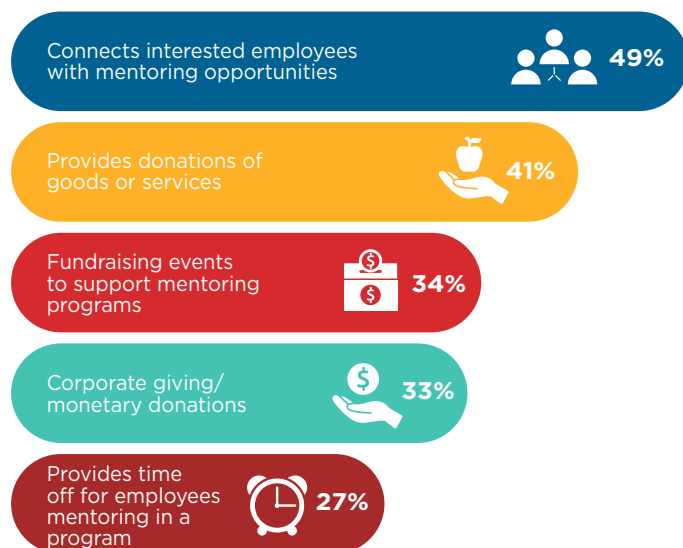 Connects interested employees
with mentoring opportunities
49%
Provides donations of
goods or services
41%
Fundraising events
to support mentoring
programs
$
$
34%
Corporate giving/
monetary donations
$
33%
Provides time
off for employees
mentoring in a
program
27%